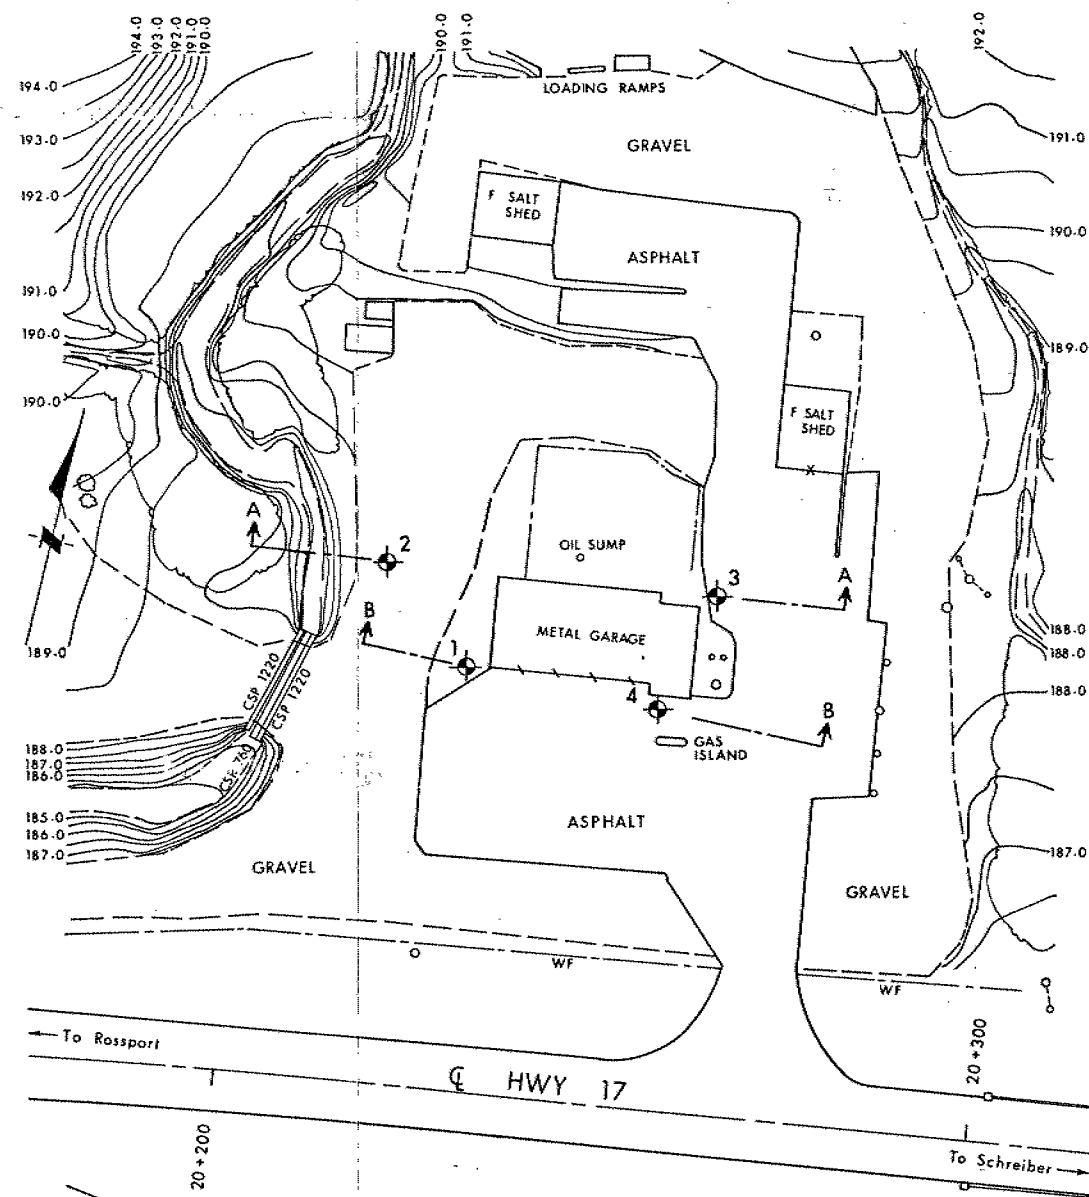 194.0
193.0
192.0
191.0
190.0
190.0
191.0
192.0
194.0
193.0
192.0
191.0
190.0
190.0
189.0
LOADING RAMPS
GRAVEL
F SALT
SHED
ASPHALT
191.0
190.0
189.0
F SALT
SHED
X
A
2
OIL SUMP
3
A
B
1
METAL GARAGE
4
B
GAS
ISLAND
CSP 1220
CSP 1220
CSP 760
188.0
187.0
186.0
185.0
186.0
187.0
188.0
188.0
188.0
187.0
ASPHALT
GRAVEL
GRAVEL
WF
WF
To Rossport
℄ HWY 17
20+200
20+300
To Schreiber